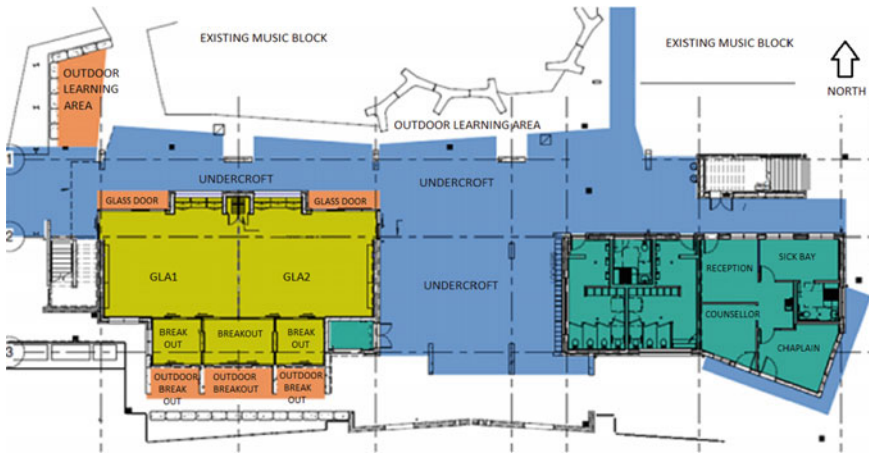 EXISTING MUSIC BLOCK
EXISTING MUSIC BLOCK
OUTDOOR
LEARNING
AREA
NORTH
OUTDOOR LEARNING AREA
1
UNDERCROFT
UNDERCROFT
GLASS DOOR
GLASS DOOR
2
GLA1
GLA2
UNDERCROFT
RECEPTION
SICK BAY
COUNSELLOR
CHAPLAIN
BREAK
OUT
BREAKOUT
BREAK
OUT
3
OUTDOOR
BREAK
OUT
OUTDOOR
BREAKOUT
OUTDOOR
BREAK
OUT